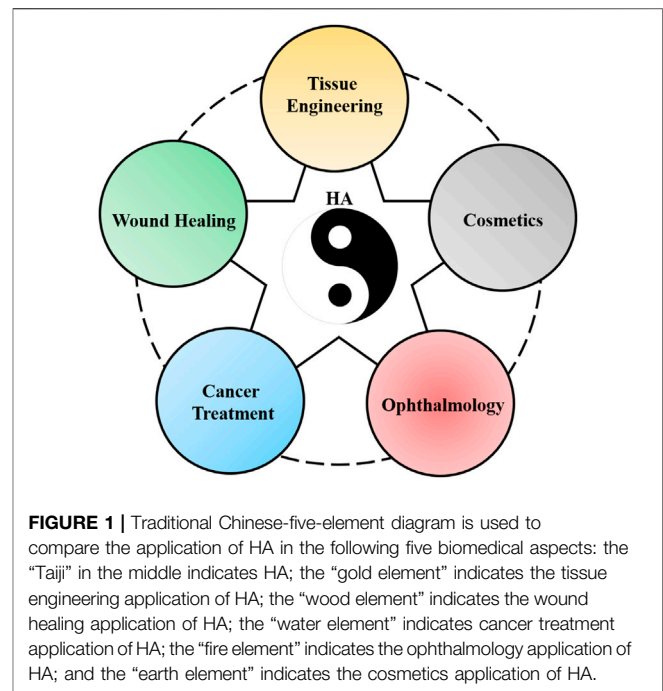 Tissue
Engineering
HA
Wound Healing
Cosmetics
Cancer
Treatment
Ophthalmology
FIGURE 1 | Traditional Chinese-five-element diagram is used to
compare the application of HA in the following five biomedical aspects: the
“Taiji” in the middle indicates HA; the “gold element” indicates the tissue
engineering application of HA; the “wood element” indicates the wound
healing application of HA; the “water element” indicates cancer treatment
application of HA; the “fire element” indicates the ophthalmology application of
HA; and the “earth element” indicates the cosmetics application of HA.